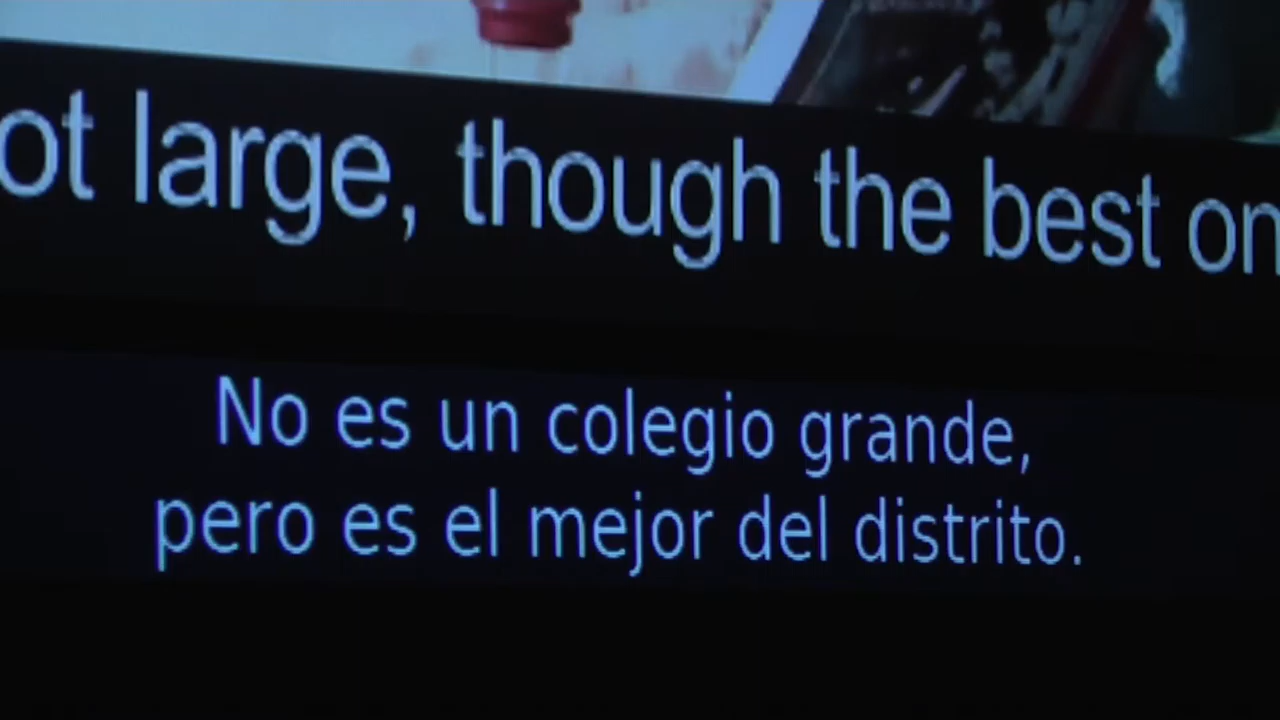 ot large, though the best on
No es un colegio grande,
pero es el mejor del distrito.